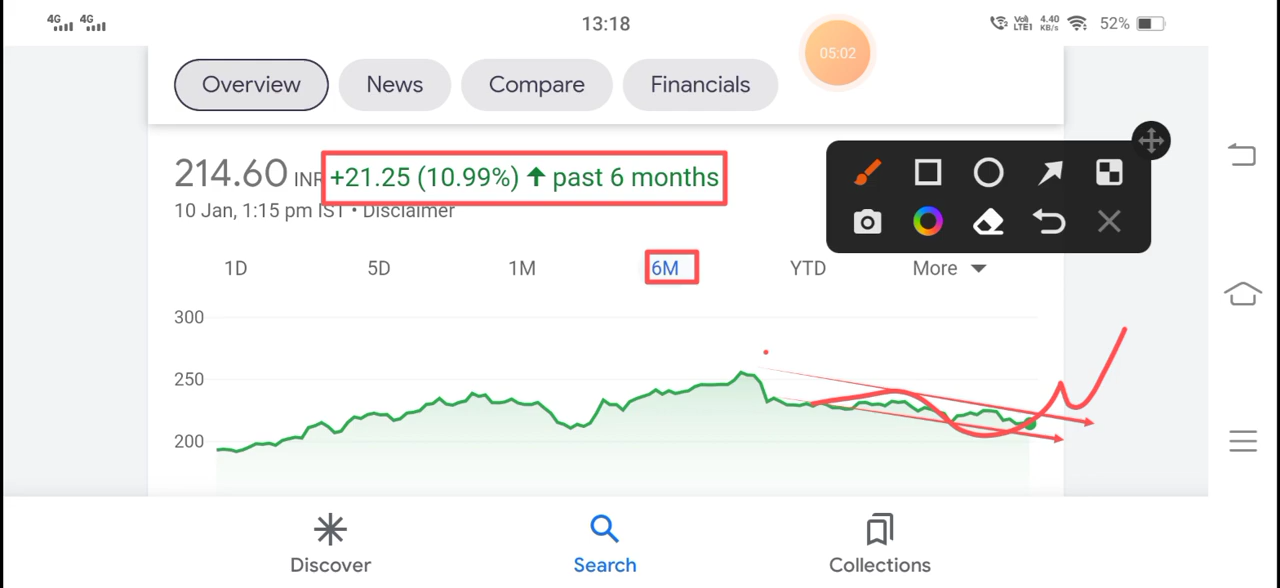 4G 4G 13:18 Vo)) LTE1 4.40 KB/s 52%
05:02
Overview News Compare Financials
214.60 INR +21.25 (10.99%) ↑ past 6 months
10 Jan, 1:15 pm IST • Disclaimer
1D 5D 1M 6M YTD More
300
250
200
Discover Search Collections